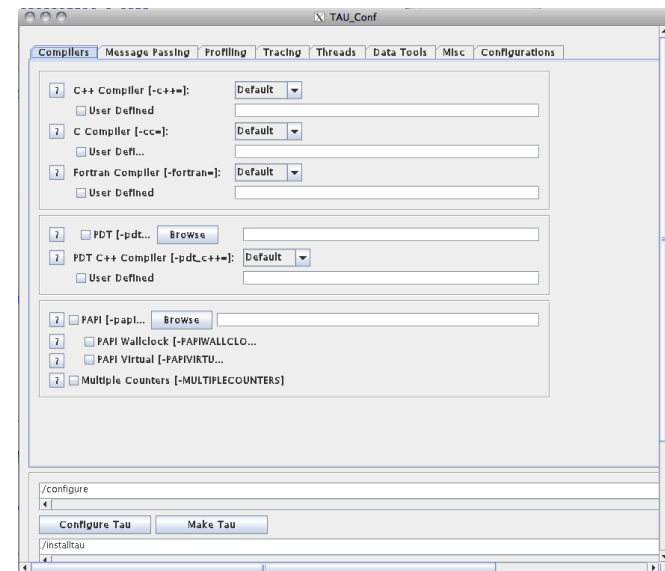 X TAU_Conf
Compilers Message Passing Profiling Tracing Threads Data Tools Misc Configurations
? C++ Compiler [-c++=]: Default
User Defined
? C Compiler [-cc=]: Default
User Defi...
? Fortran Compiler [-fortran=]: Default
User Defined
? PDT [-pdt... Browse
? PDT C++ Compiler [-pdt_c++=]: Default
User Defined
? PAPI [-papi... Browse
? PAPI Wallclock [-PAPIWALLCLO...
? PAPI Virtual [-PAPIVIRTU...
? Multiple Counters [-MULTIPLECOUNTERS]
./configure
Configure Tau Make Tau
./installtau